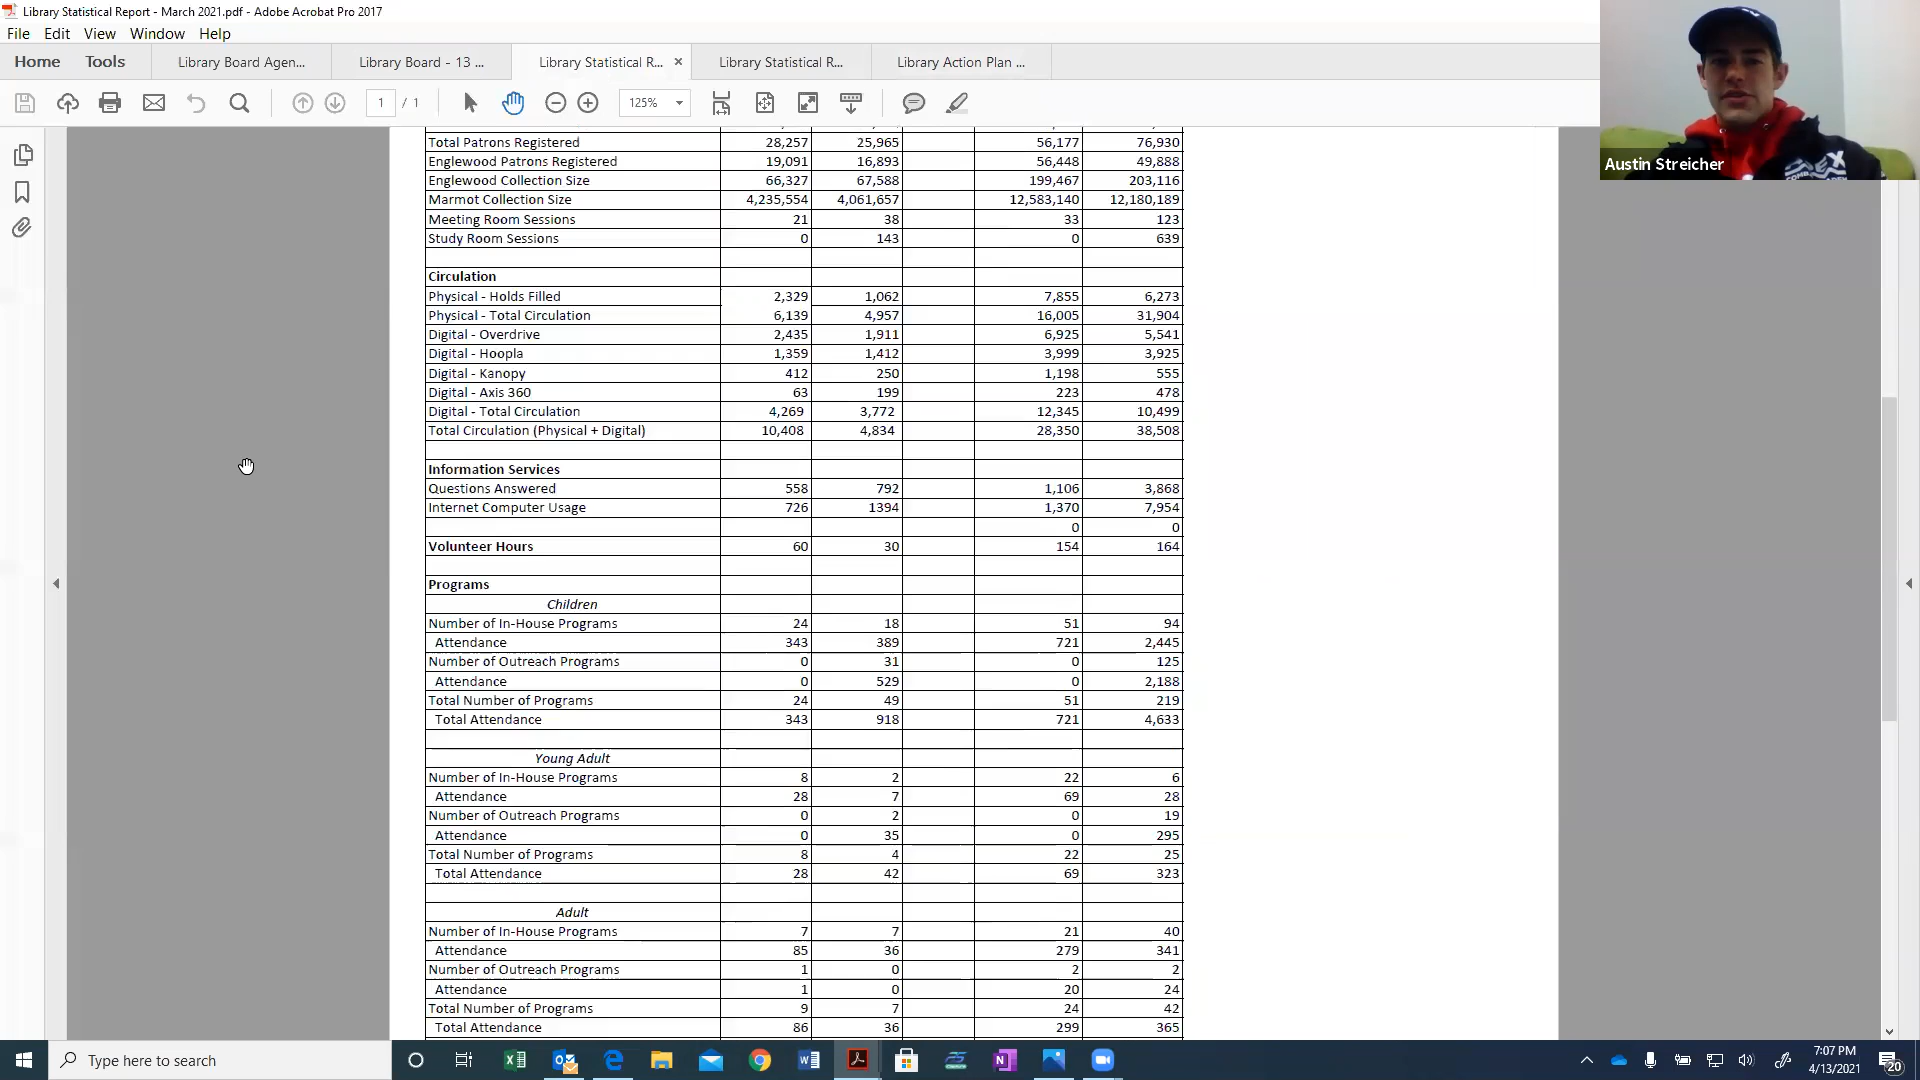 Library Statistical Report - March 2021.pdf - Adobe Acrobat Pro 2017
File Edit View Window Help
Home Tools Library Board Agen... Library Board - 13 ... Library Statistical R... × Library Statistical R... Library Action Plan ...
1 / 1 125%
Austin Streicher
Total Patrons Registered 28,257 25,965 56,177 76,930
Englewood Patrons Registered 19,091 16,893 56,448 49,888
Englewood Collection Size 66,327 67,588 199,467 203,116
Marmot Collection Size 4,235,554 4,061,657 12,583,140 12,180,189
Meeting Room Sessions 21 38 33 123
Study Room Sessions 0 143 0 639
Circulation
Physical - Holds Filled 2,329 1,062 7,855 6,273
Physical - Total Circulation 6,139 4,957 16,005 31,904
Digital - Overdrive 2,435 1,911 6,925 5,541
Digital - Hoopla 1,359 1,412 3,999 3,925
Digital - Kanopy 412 250 1,198 555
Digital - Axis 360 63 199 223 478
Digital - Total Circulation 4,269 3,772 12,345 10,499
Total Circulation (Physical + Digital) 10,408 4,834 28,350 38,508
Information Services
Questions Answered 558 792 1,106 3,868
Internet Computer Usage 726 1394 1,370 7,954
0 0
Volunteer Hours 60 30 154 164
Programs
Children
Number of In-House Programs 24 18 51 94
Attendance 343 389 721 2,445
Number of Outreach Programs 0 31 0 125
Attendance 0 529 0 2,188
Total Number of Programs 24 49 51 219
Total Attendance 343 918 721 4,633
Young Adult
Number of In-House Programs 8 2 22 6
Attendance 28 7 69 28
Number of Outreach Programs 0 2 0 19
Attendance 0 35 0 295
Total Number of Programs 8 4 22 25
Total Attendance 28 42 69 323
Adult
Number of In-House Programs 7 7 21 40
Attendance 85 36 279 341
Number of Outreach Programs 1 0 2 2
Attendance 1 0 20 24
Total Number of Programs 9 7 24 42
Total Attendance 86 36 299 365
Type here to search
7:07 PM
4/13/2021
20